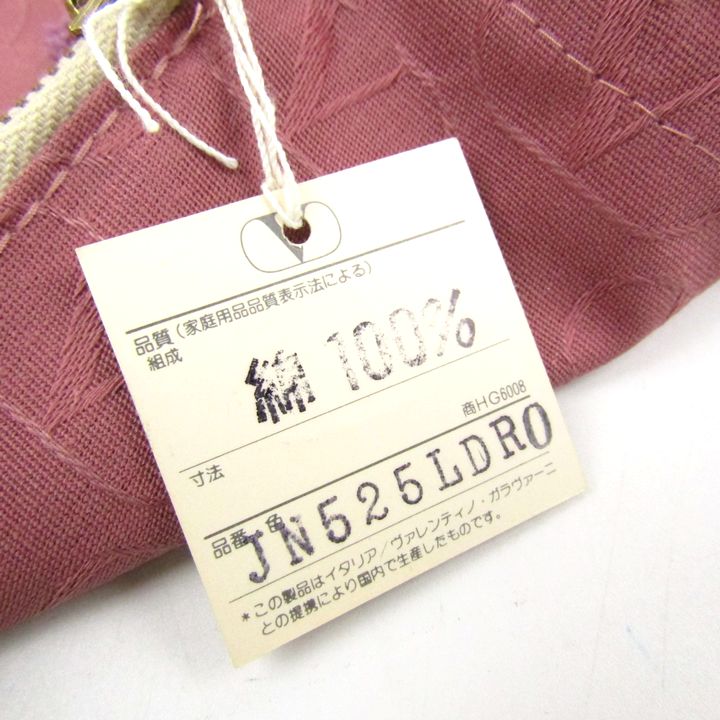 V
品質(家庭用品品質表示法による)
組成
綿 100%
商HG6008
寸法
品番・色
JN525LDRO
*この製品はイタリア/ヴァレンティノ・ガラヴァーニ
との提携により国内で生産したものです。